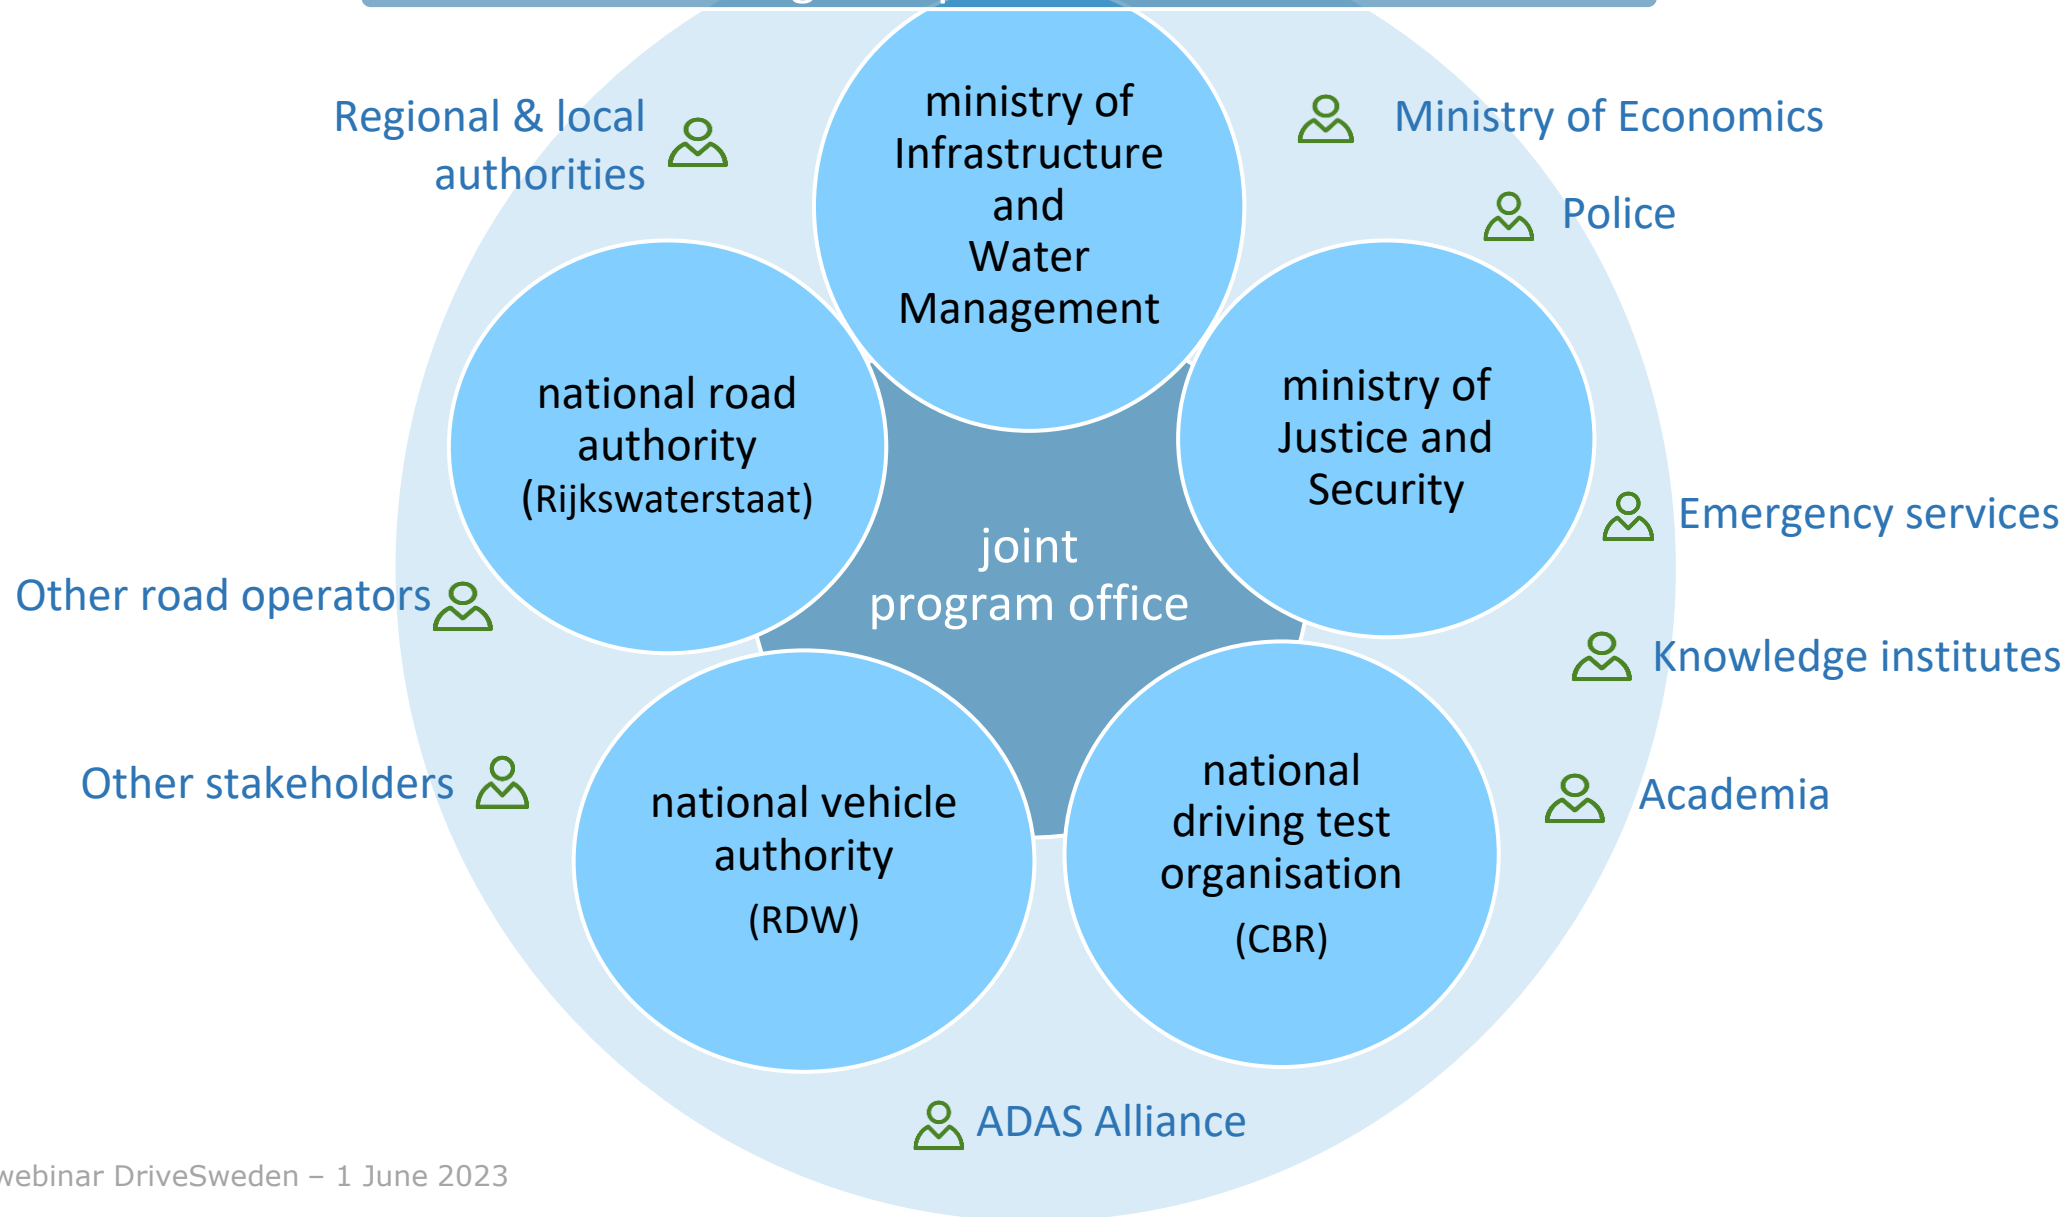 ministry of
Infrastructure
and
Water
Management
Regional & local
authorities
Ministry of Economics
Police
national road
authority
(Rijkswaterstaat)
ministry of
Justice and
Security
Emergency services
joint
program office
Other road operators
Knowledge institutes
Other stakeholders
national vehicle
authority
(RDW)
national
driving test
organisation
(CBR)
Academia
ADAS Alliance
webinar DriveSweden – 1 June 2023